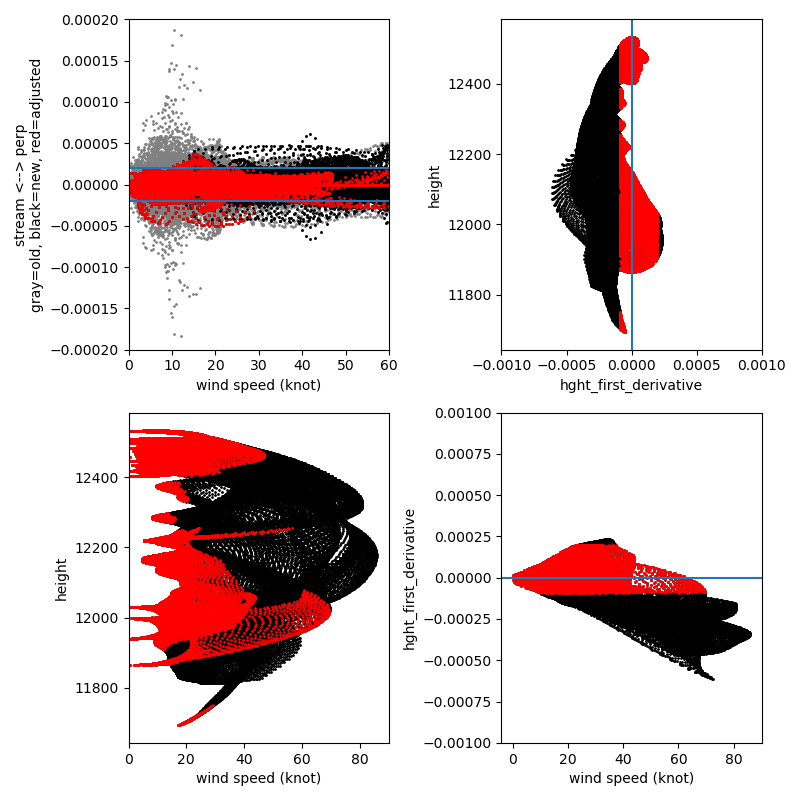 0.00020
0.00015
0.00010
0.00005
0.00000
−0.00005
−0.00010
−0.00015
−0.00020
stream <--> perp
gray=old, black=new, red=adjusted
0 10 20 30 40 50 60
wind speed (knot)
12400
12200
12000
11800
height
−0.0010 −0.0005 0.0000 0.0005 0.0010
hght_first_derivative
12400
12200
12000
11800
height
0 20 40 60 80
wind speed (knot)
0.00100
0.00075
0.00050
0.00025
0.00000
−0.00025
−0.00050
−0.00075
−0.00100
hght_first_derivative
0 20 40 60 80
wind speed (knot)